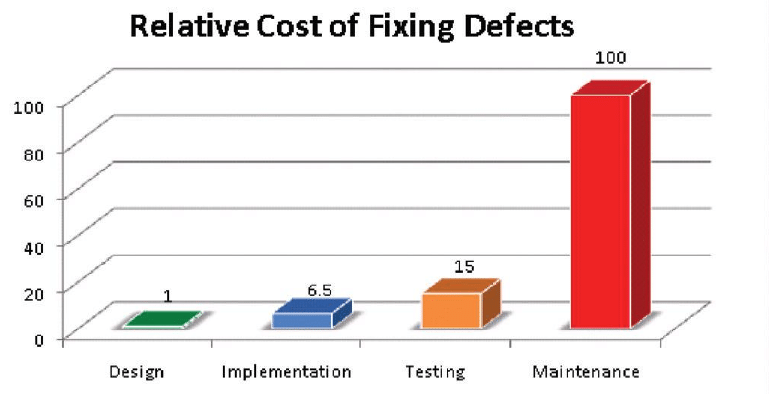 Relative Cost of Fixing Defects
100
100
80
60
40
20
0
1
6.5
15
Design
Implementation
Testing
Maintenance